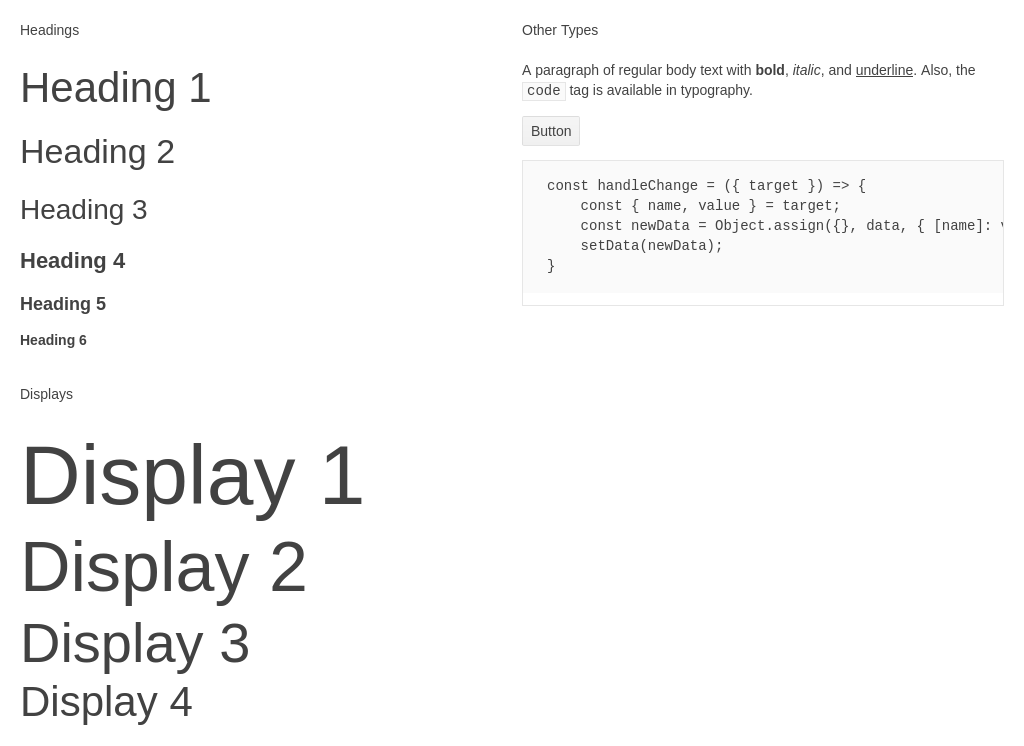 Headings
Heading 1
Heading 2
Heading 3
Heading 4
Heading 5
Heading 6
Displays
Display 1
Display 2
Display 3
Display 4
Other Types
A paragraph of regular body text with bold, italic, and underline. Also, the
code tag is available in typography.
Button
const handleChange = ({ target }) => {
    const { name, value } = target;
    const newData = Object.assign({}, data, { [name]:
    setData(newData);
}